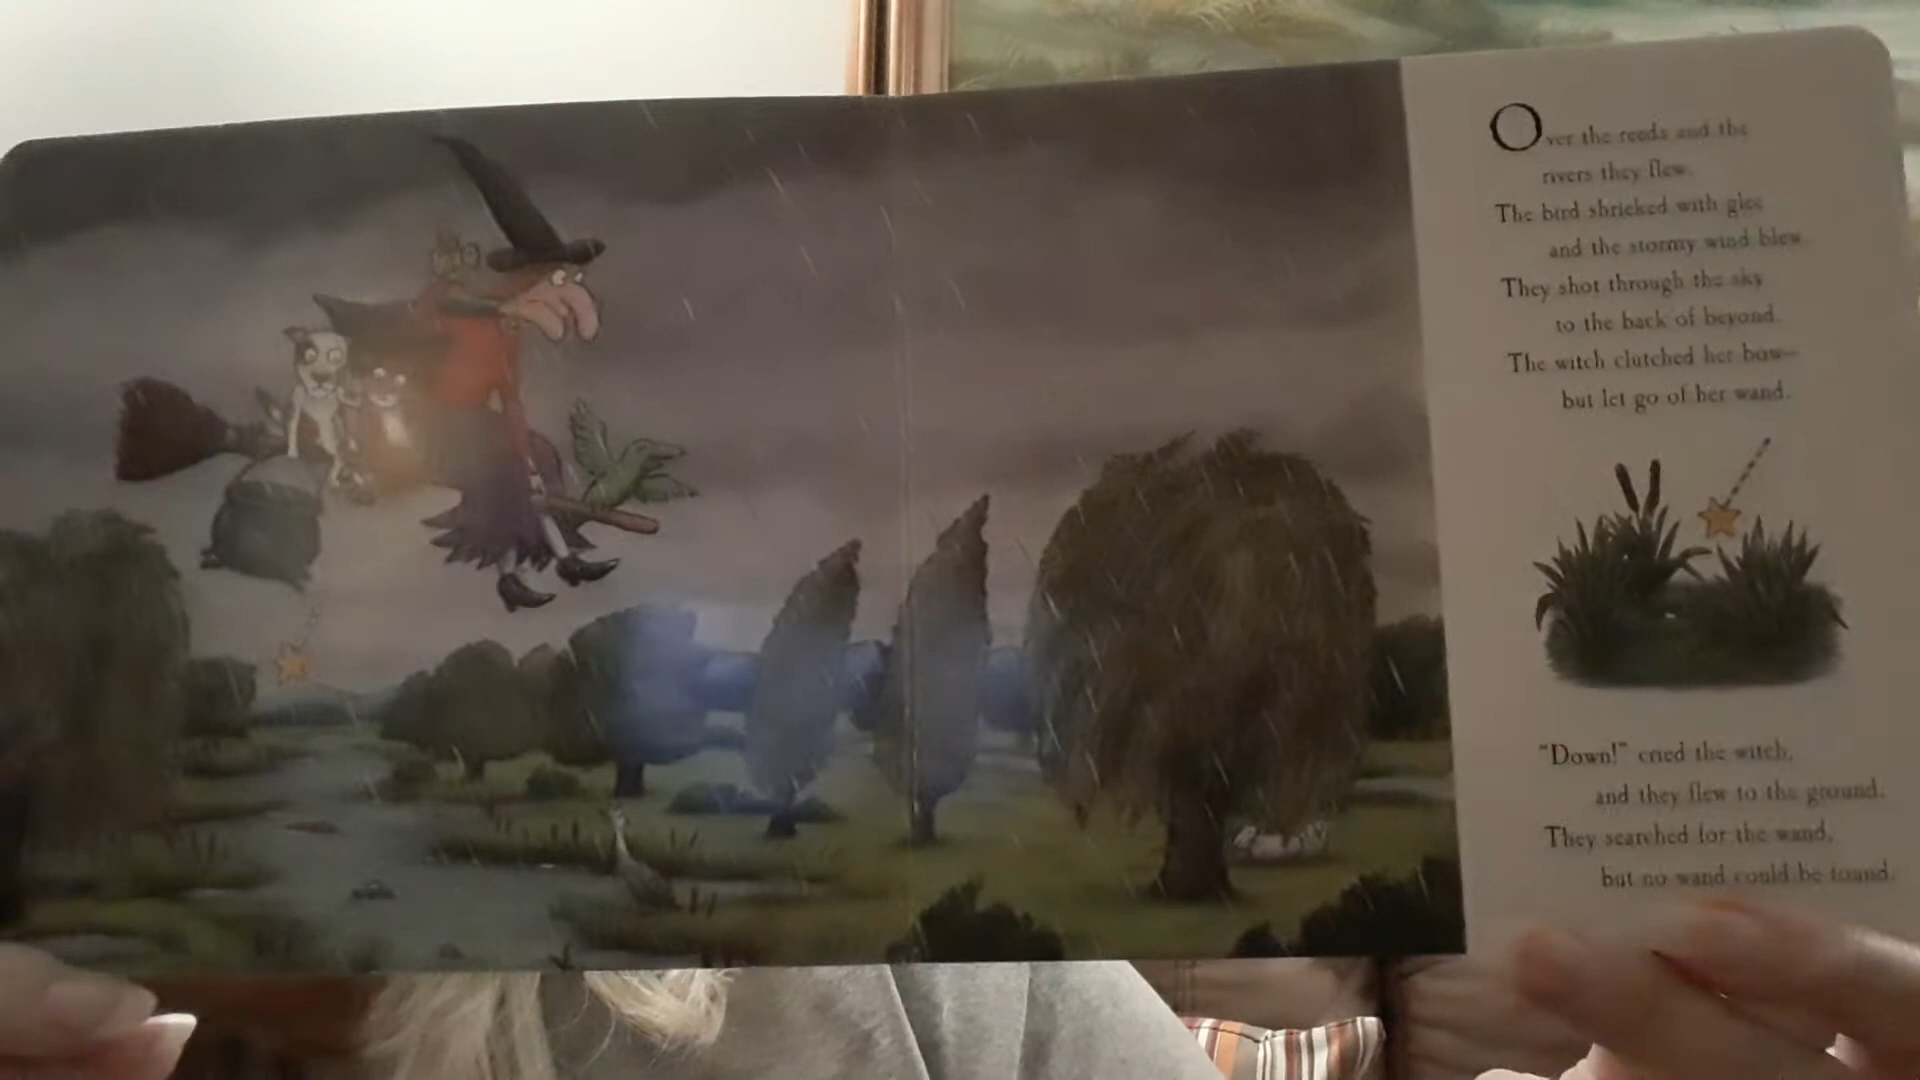 Over the reeds and the
rivers they flew.
The bird shrieked with glee
and the stormy wind blew.
They shot through the sky
to the back of beyond.
The witch clutched her bow—
but let go of her wand.
"Down!" cried the witch,
and they flew to the ground.
They searched for the wand,
but no wand could be found.